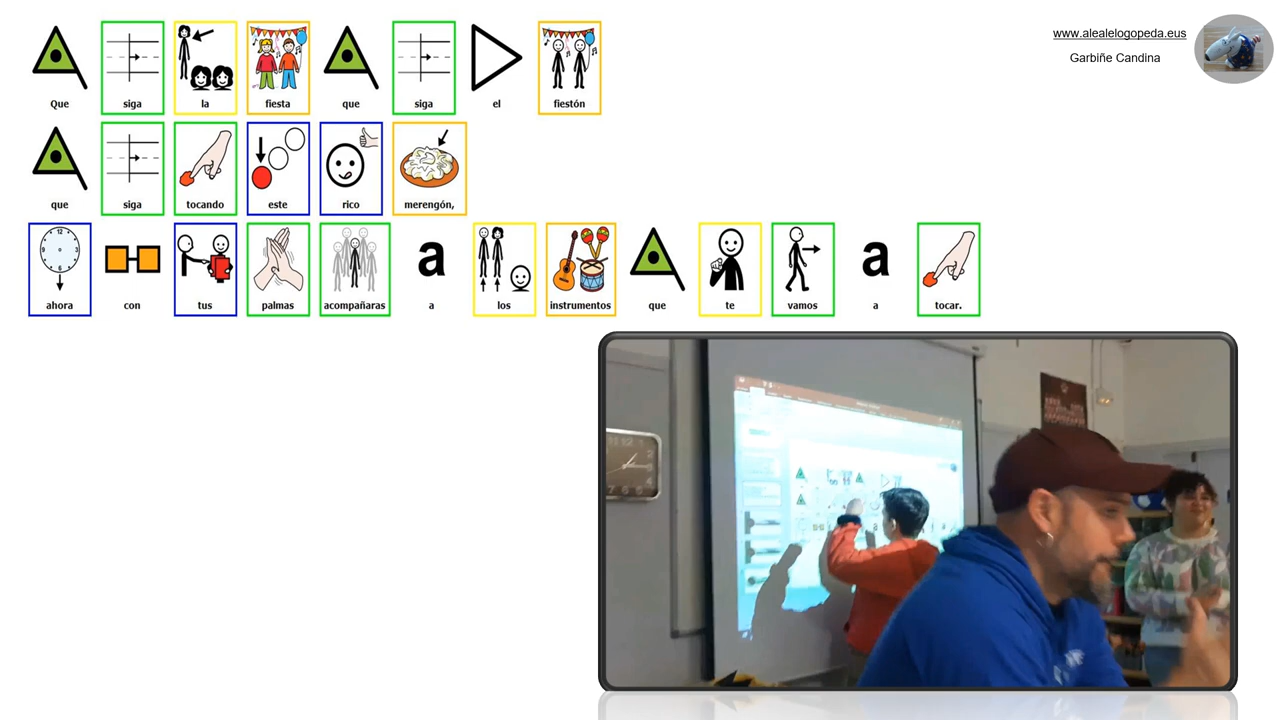 www.alealelogopeda.eus
Garbiñe Candina
Que siga la fiesta que siga el fiestón
que siga tocando este rico merengón,
ahora con tus palmas acompañaras a los instrumentos que te vamos a tocar.